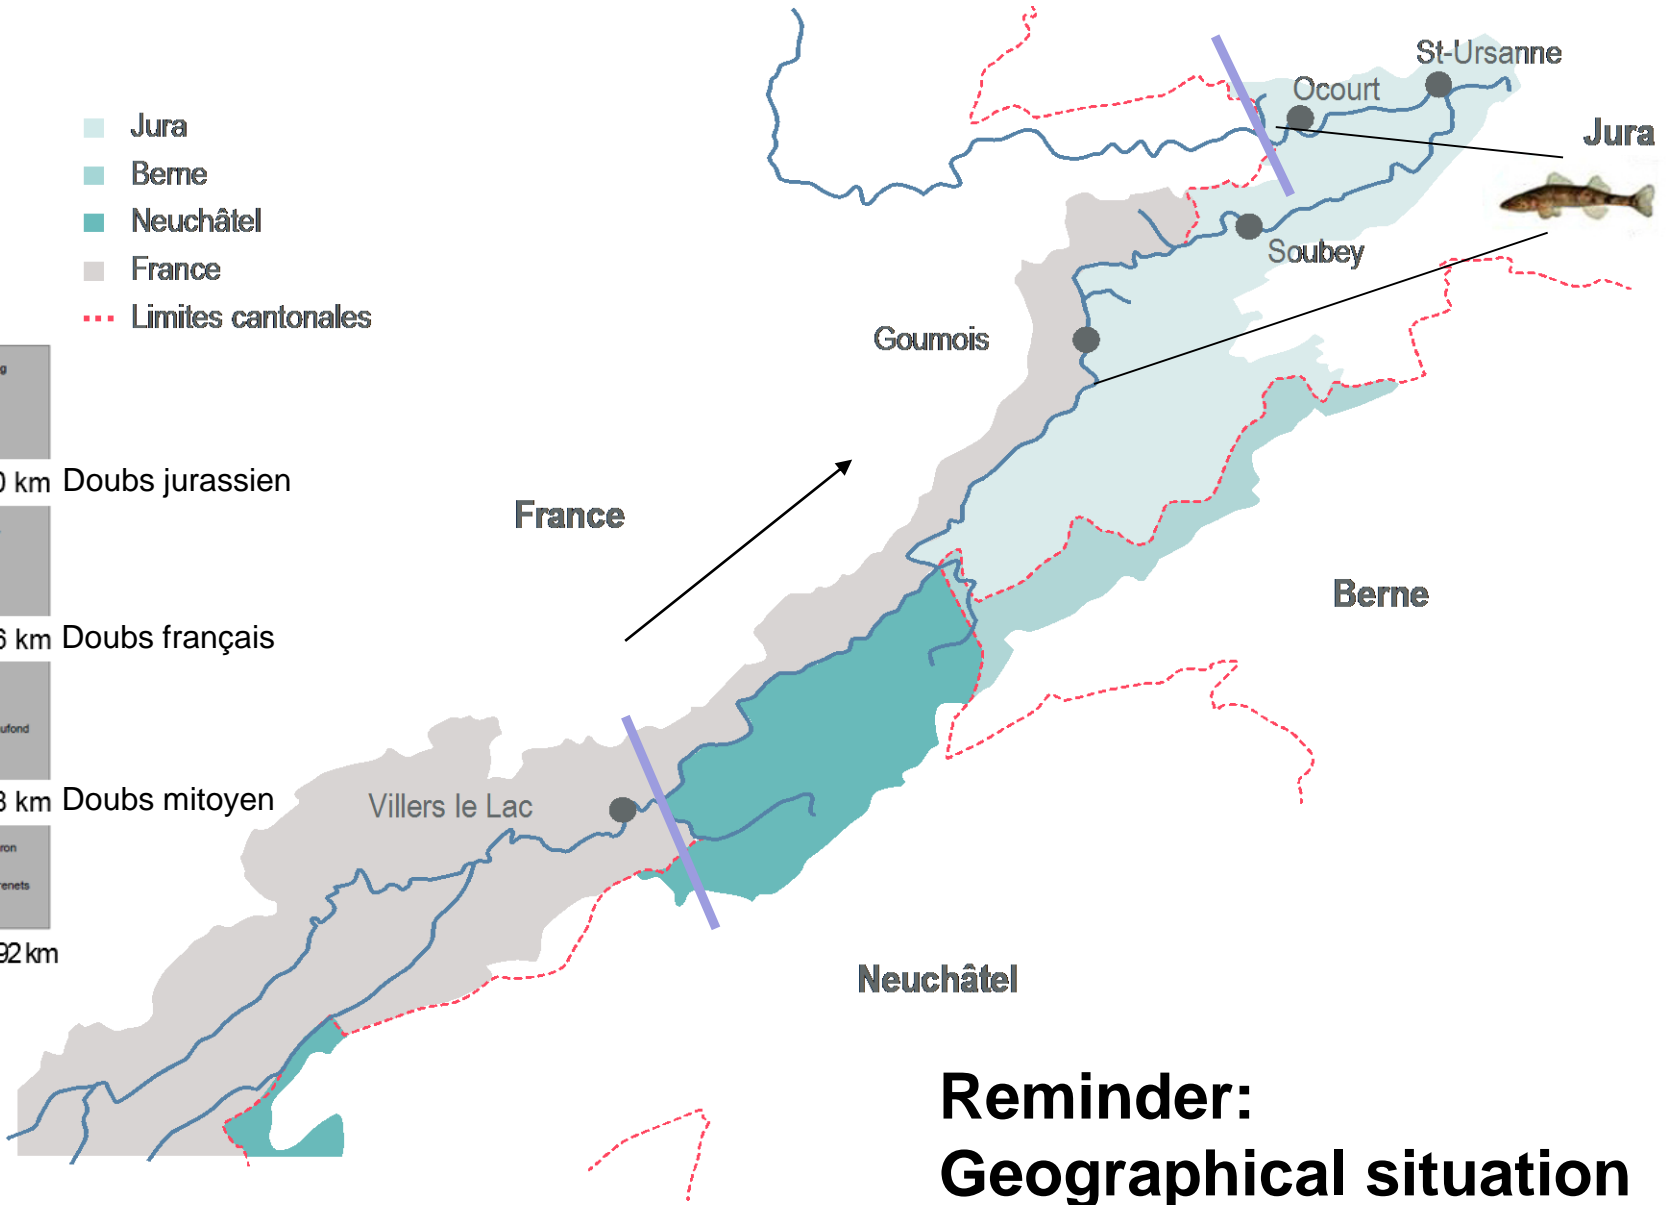 Jura
Berne
Neuchâtel
France
Limites cantonales
km Doubs jurassien
km Doubs français
km Doubs mitoyen
92 km
St-Ursanne
Ocourt
Jura
Soubey
Goumois
France
Berne
Villers le Lac
Neuchâtel
Reminder:
Geographical situation